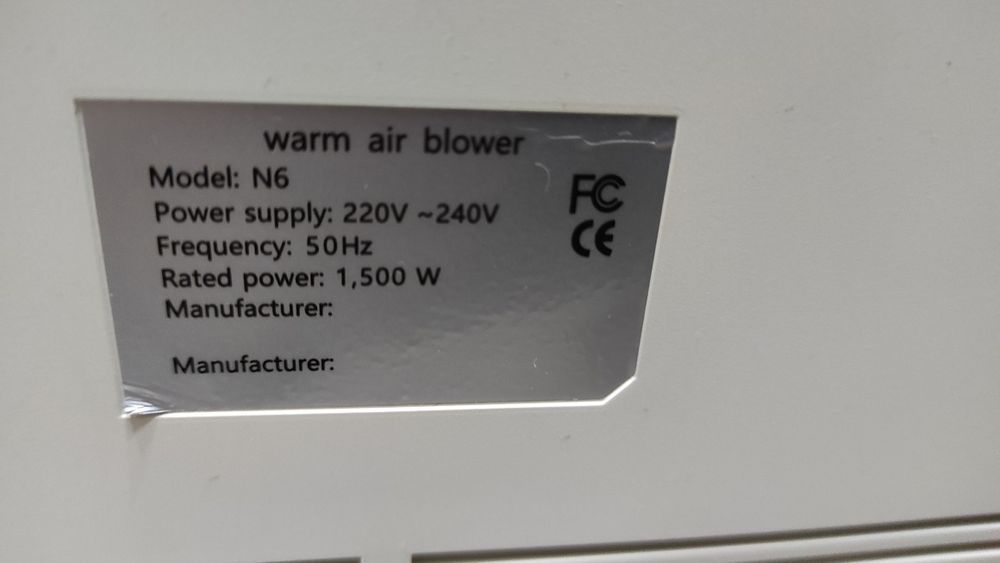 warm air blower
Model: N6
Power supply: 220V ~240V
Frequency: 50Hz
Rated power: 1,500 W
Manufacturer:
Manufacturer:
FC
CE